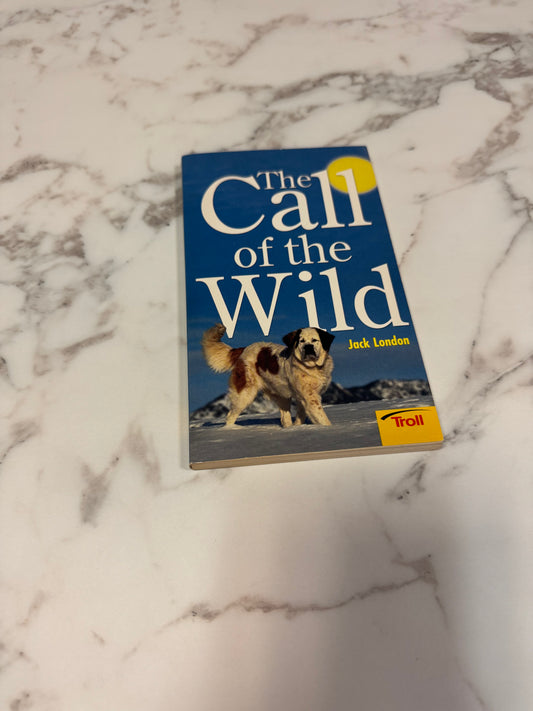 The
Call
of the
Wild
Jack London
Troll